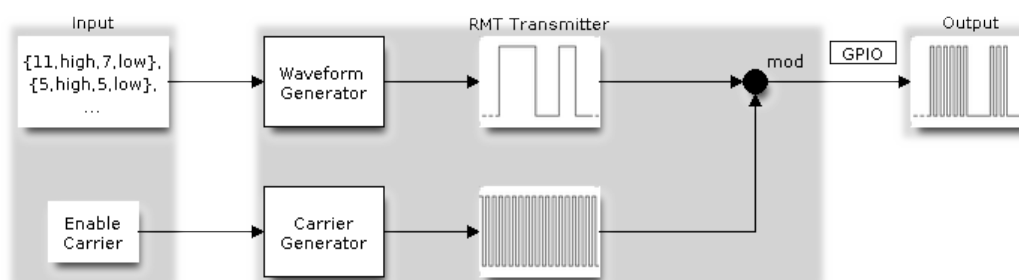 Input
RMT Transmitter
Output
{11,high,7,low},
{5,high,5,low},
...
Waveform
Generator
mod
GPIO
Enable
Carrier
Carrier
Generator